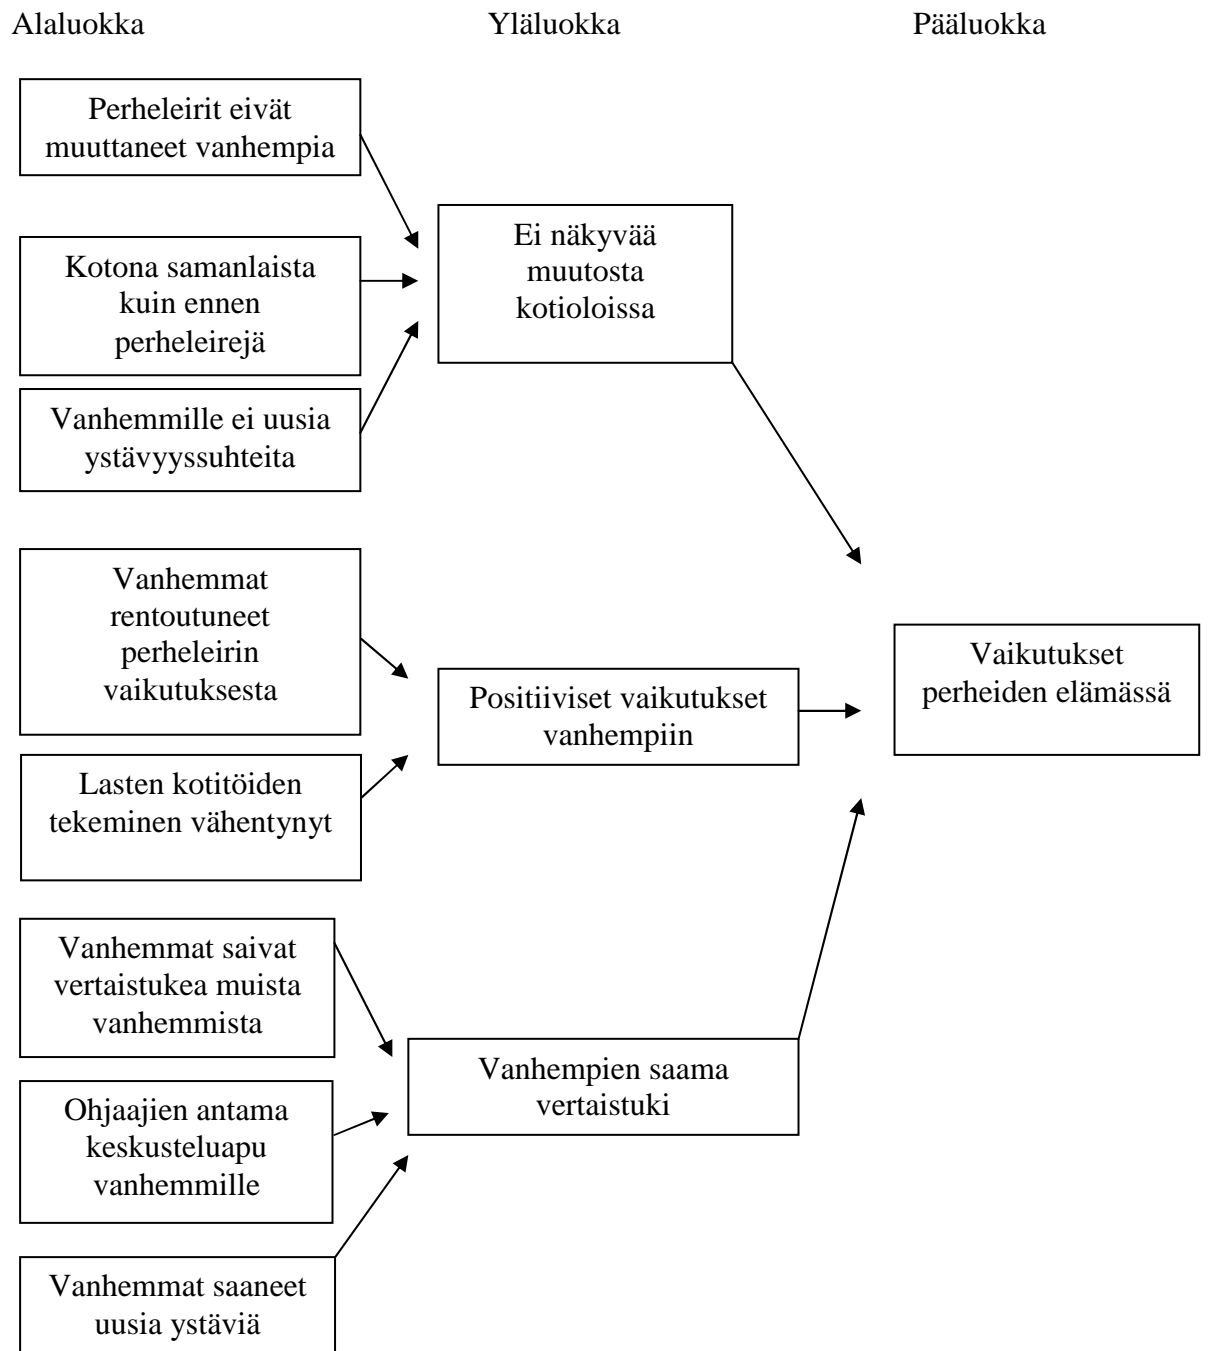 Alaluokka
Yläluokka
Pääluokka
Perheleirit eivät
muuttaneet vanhempia
Kotona samanlaista
kuin ennen
perheleirejä
Vanhemmille ei uusia
ystävyyssuhteita
Ei näkyvää
muutosta
kotioloissa
Vanhemmat
rentoutuneet
perheleirin
vaikutuksesta
Lasten kotitöiden
tekeminen vähentynyt
Positiiviset vaikutukset
vanhempiin
Vaikutukset
perheiden elämässä
Vanhemmat saivat
vertaistukea muista
vanhemmista
Ohjaajien antama
keskusteluapu
vanhemmille
Vanhemmat saaneet
uusia ystäviä
Vanhempien saama
vertaistuki